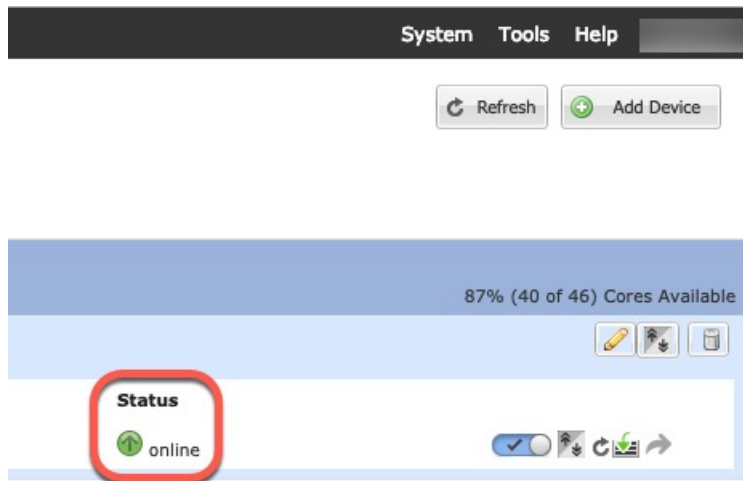 System Tools Help
Refresh Add Device
87% (40 of 46) Cores Available
Status
online